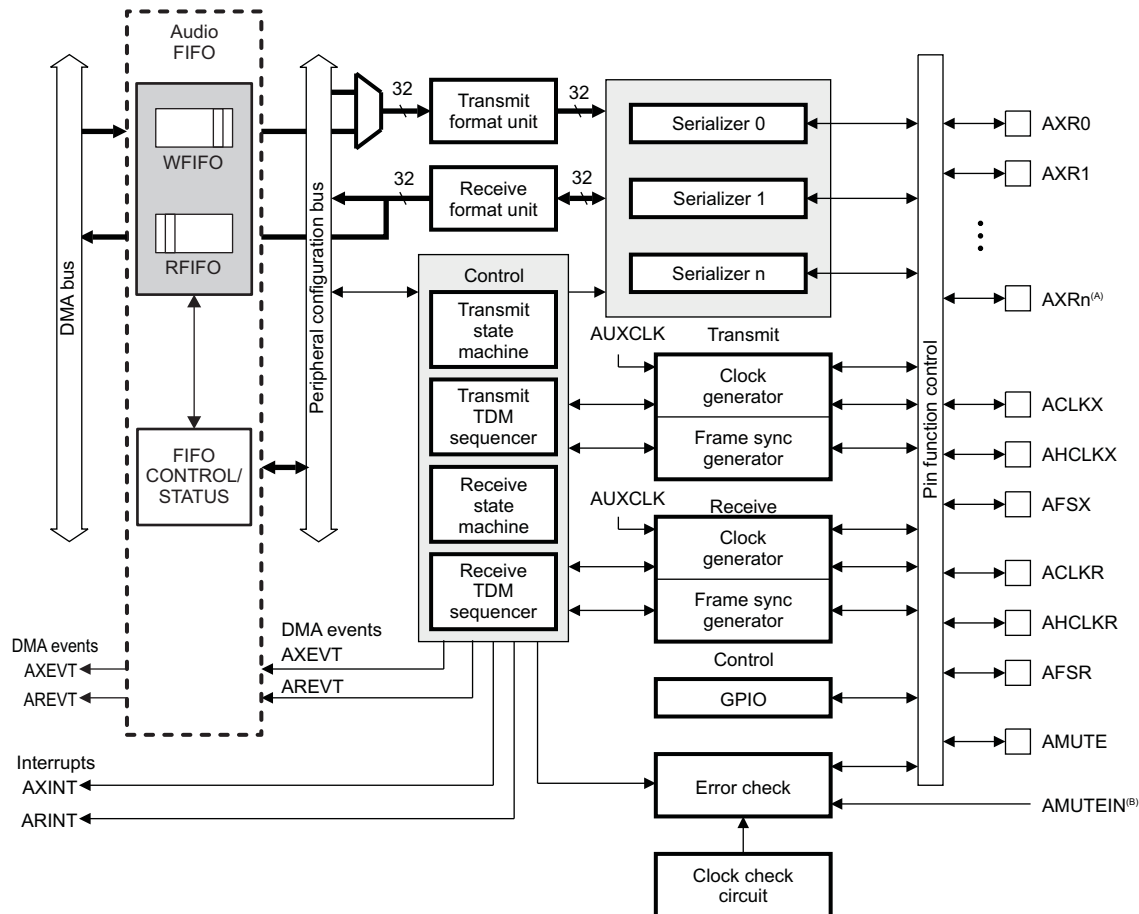 Audio
FIFO
WFIFO
RFIFO
DMA bus
FIFO
CONTROL/
STATUS
Peripheral configuration bus
32
Transmit
format unit
32
32
Receive
format unit
32
Serializer 0
Serializer 1
Serializer n
Control
Transmit
state
machine
Transmit
TDM
sequencer
Receive
state
machine
Receive
TDM
sequencer
AUXCLK
Transmit
Clock
generator
Frame sync
generator
AUXCLK
Receive
Clock
generator
Frame sync
generator
Control
GPIO
Error check
Clock check
circuit
Pin function control
AXR0
AXR1
AXRn(A)
ACLKX
AHCLKX
AFSX
ACLKR
AHCLKR
AFSR
AMUTE
AMUTEIN(B)
DMA events
AXEVT
AREVT
DMA events
AXEVT
AREVT
Interrupts
AXINT
ARINT